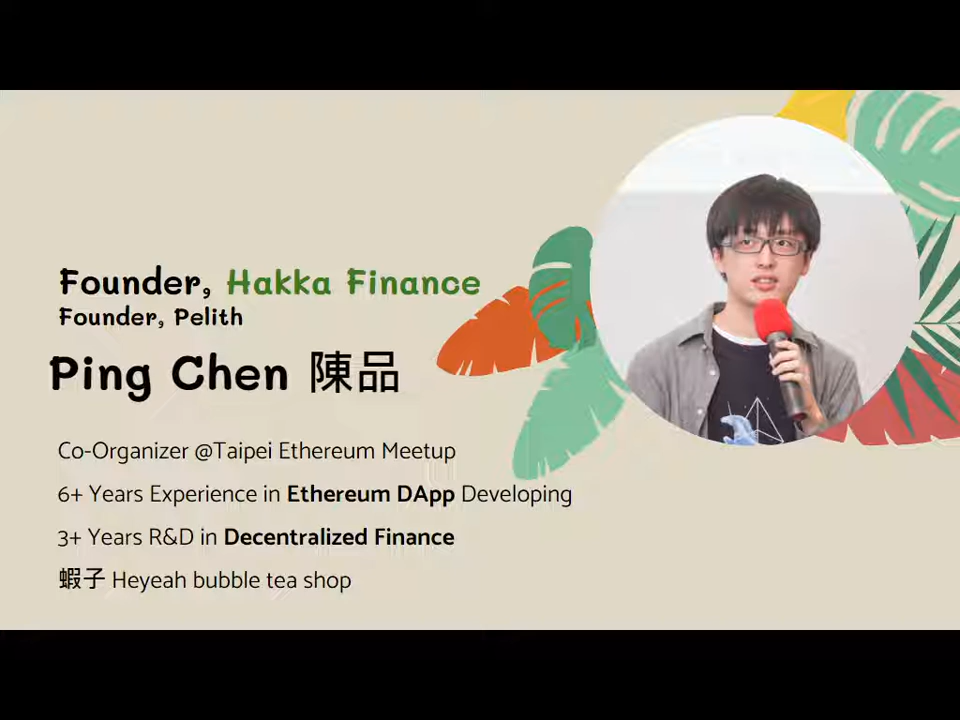 Founder, Hakka Finance
Founder, Pelith
Ping Chen 陳品
Co-Organizer @Taipei Ethereum Meetup
6+ Years Experience in Ethereum DApp Developing
3+ Years R&D in Decentralized Finance
蝦子 Heyeah bubble tea shop